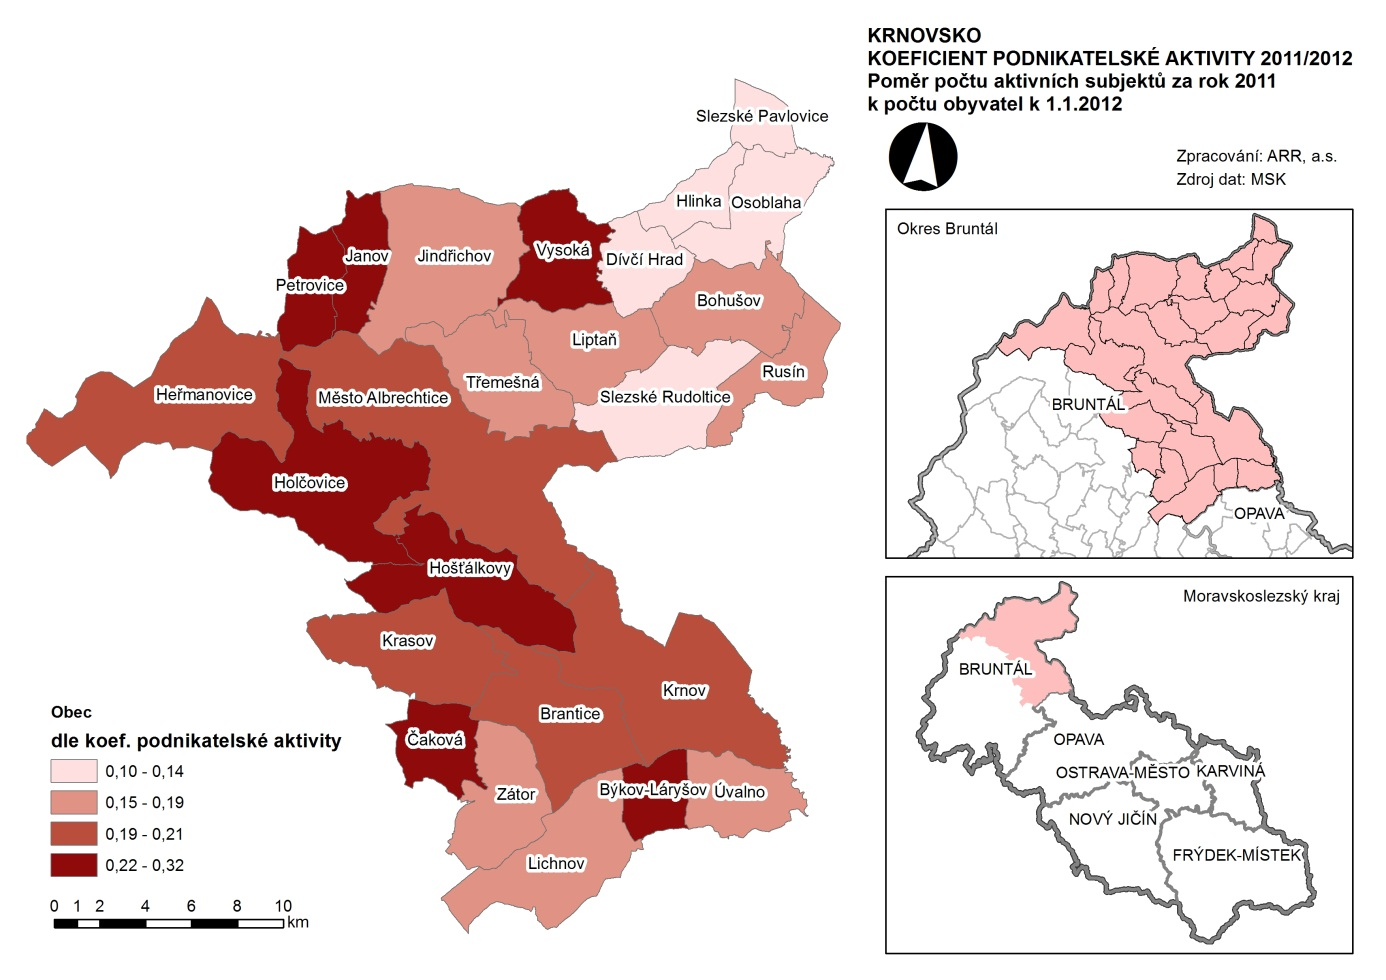 KRNOVSKO
KOEFICIENT PODNIKATELSKÉ AKTIVITY 2011/2012
Poměr počtu aktivních subjektů za rok 2011
k počtu obyvatel k 1.1.2012
Zpracování: ARR, a.s.
Zdroj dat: MSK
Slezské Pavlovice
Hlinka
Osoblaha
Vysoká
Dívčí Hrad
Janov
Jindřichov
Petrovice
Bohušov
Liptaň
Rusín
Třemešná
Heřmanovice
Město Albrechtice
Slezské Rudoltice
Holčovice
Hošťálkovy
Krasov
Krnov
Brantice
Čaková
Zátor
Býkov-Láryšov
Úvalno
Lichnov
Obec
dle koef. podnikatelské aktivity
0,10 - 0,14
0,15 - 0,19
0,19 - 0,21
0,22 - 0,32
0 1 2 4 6 8 10
km
Okres Bruntál
BRUNTÁL
OPAVA
Moravskoslezský kraj
BRUNTÁL
OPAVA
OSTRAVA-MĚSTO
KARVINÁ
NOVÝ JIČÍN
FRÝDEK-MÍSTEK